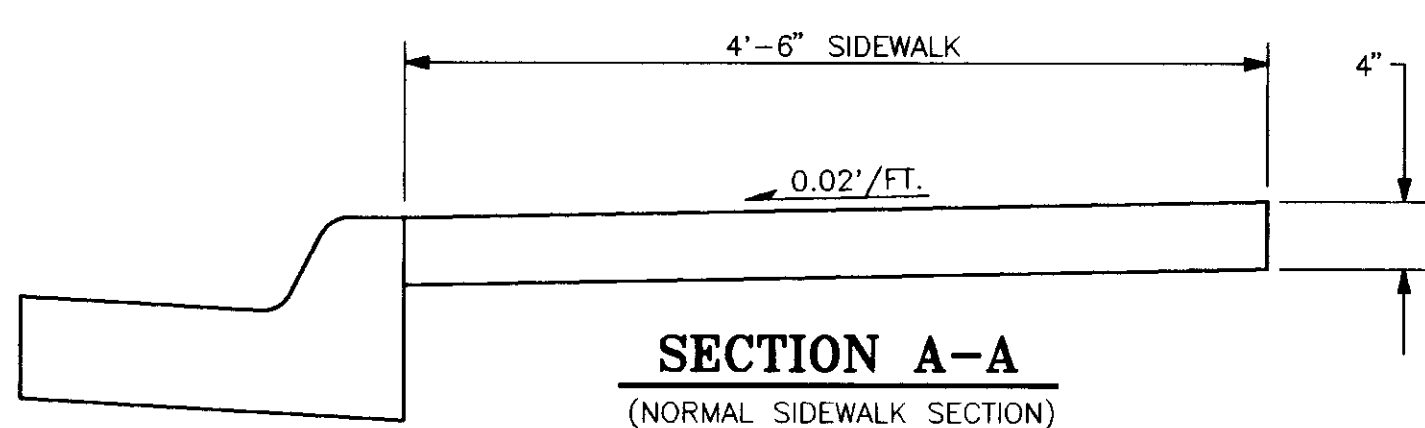 4'-6" SIDEWALK
4"
0.02'/FT.
SECTION A-A
(NORMAL SIDEWALK SECTION)